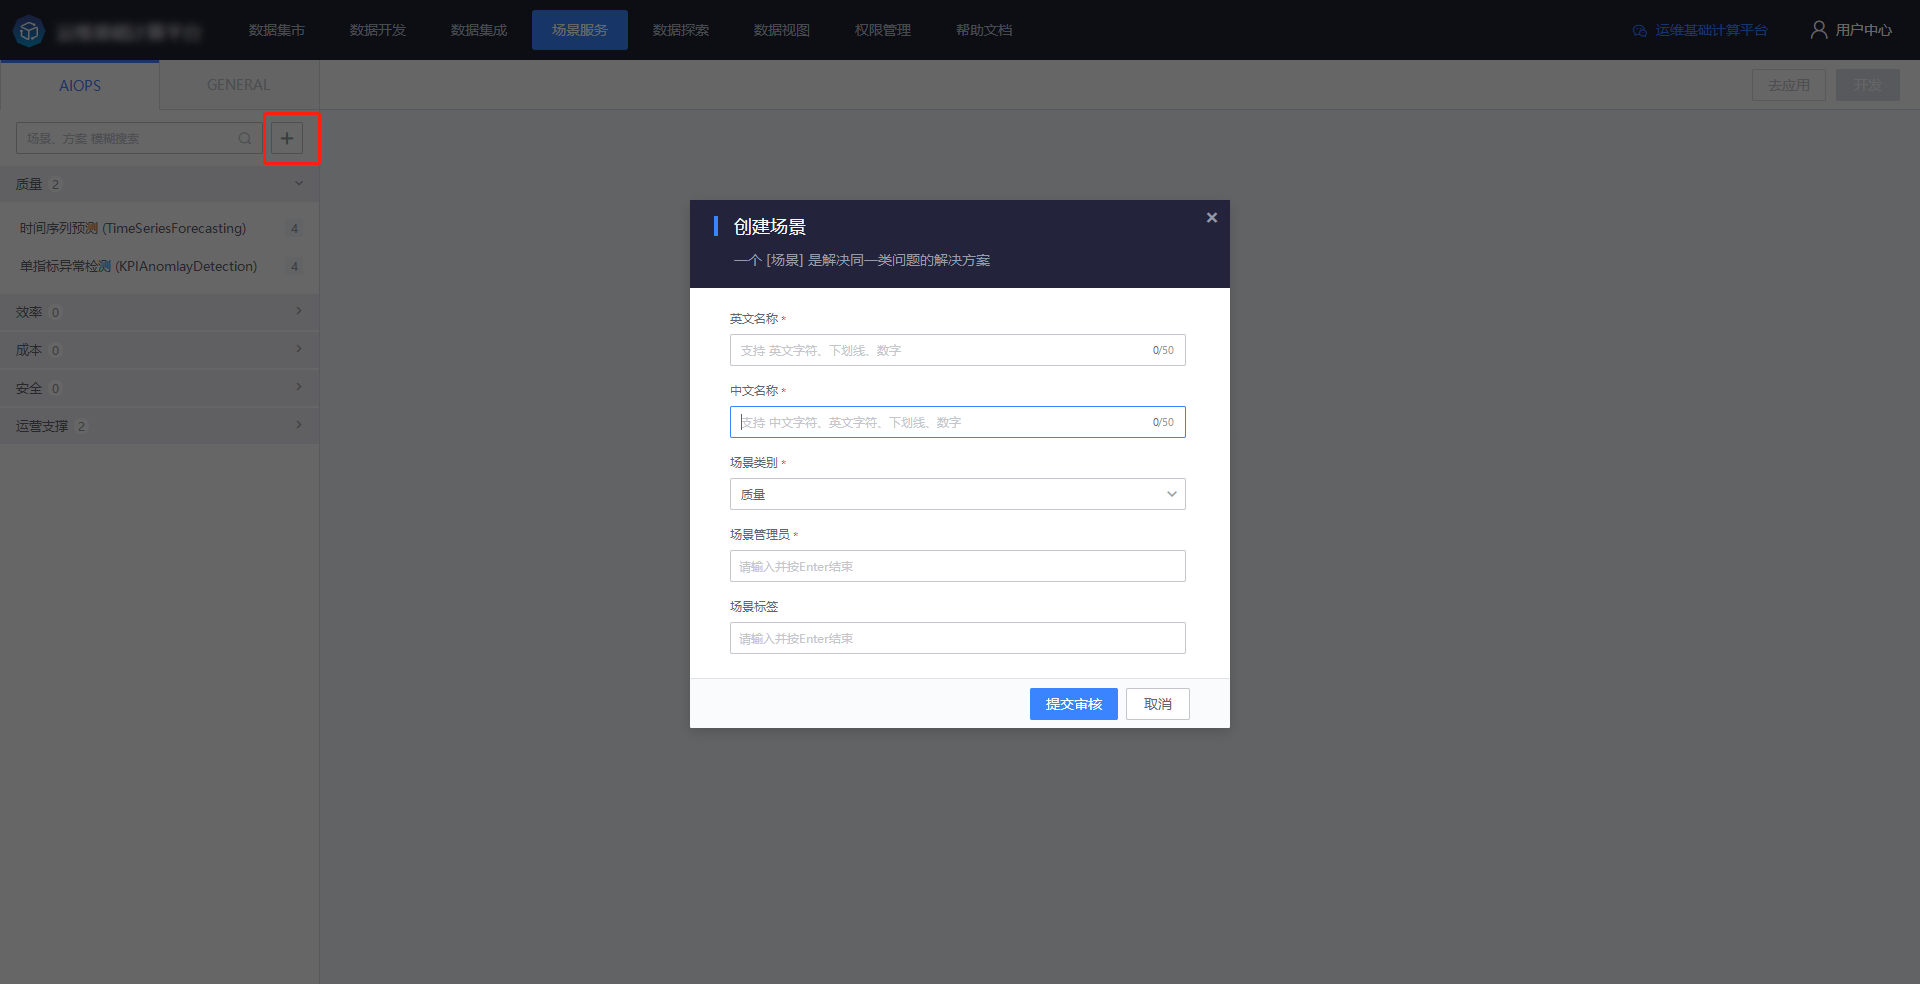 数据集市 数据开发 数据集成 场景服务 数据探索 数据视图 权限管理 帮助文档 运维基础计算平台 用户中心
AIOPS GENERAL 去应用 开发
场景、方案 模糊搜索
质量 2
时间序列预测 (TimeSeriesForecasting) 4
单指标异常检测 (KPIAnomlayDetection) 4
效率 0
成本 0
安全 0
运营支撑 2
创建场景
一个 [场景] 是解决同一类问题的解决方案
英文名称 *
支持 英文字符、下划线、数字 0/50
中文名称 *
支持 中文字符、英文字符、下划线、数字 0/50
场景类别 *
质量
场景管理员 *
请输入并按Enter结束
场景标签
请输入并按Enter结束
提交审核 取消